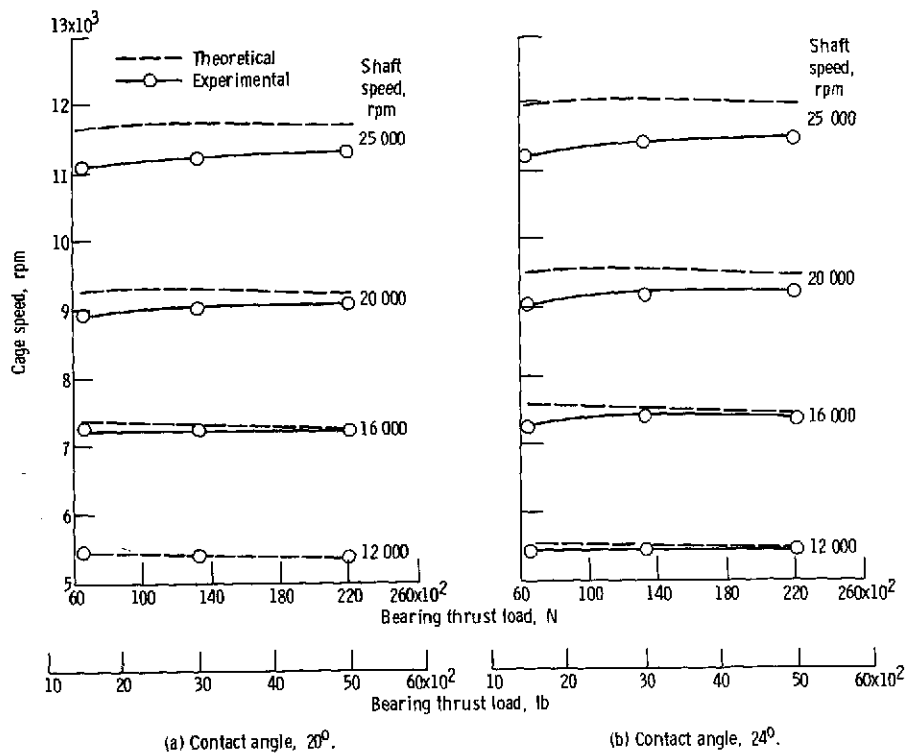 13x10³
12
11
10
9
8
7
6
5
Cage speed, rpm
Theoretical
Experimental
Shaft
speed,
rpm
25 000
20 000
16 000
12 000
60 100 140 180 220 260x10²
Shaft
speed,
rpm
25 000
20 000
16 000
12 000
60 100 140 180 220 260x10²
Bearing thrust load, N
10 20 30 40 50 60x10²
10 20 30 40 50 60x10²
Bearing thrust load, lb
(a) Contact angle, 20⁰.
(b) Contact angle, 24⁰.